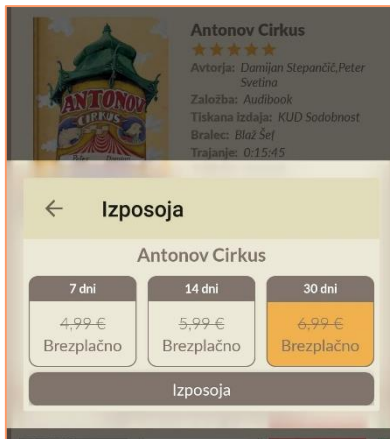 Antonov Cirkus
Avtorja: Damijan Stepančič,Peter
Svetina
Založba: Audibook
Tiskana izdaja: KUD Sodobnost
Bralec: Blaž Šef
Trajanje: 0:15:45
ANTONOV
CIRKUS
Peter
← Izposoja
Antonov Cirkus
7 dni 14 dni 30 dni
4,99 € 5,99 € 6,99 €
Brezplačno Brezplačno Brezplačno
Izposoja